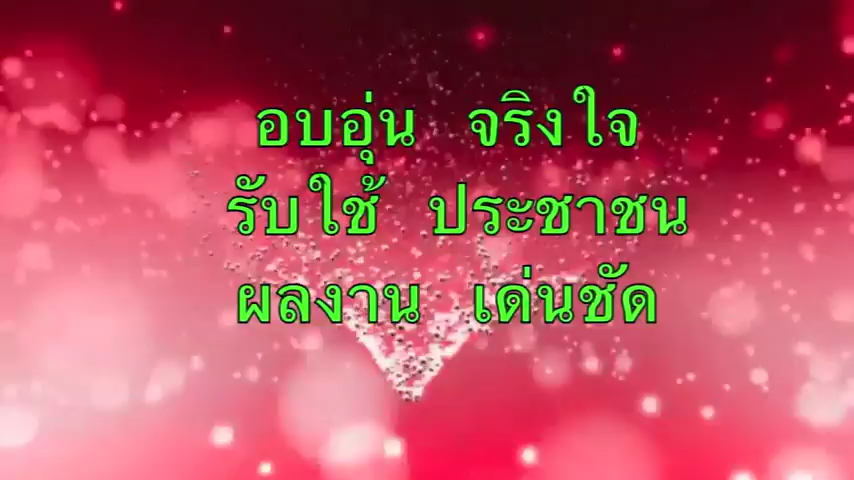 อบอุ่น จริงใจ
รับใช้ ประชาชน
ผลงาน เด่นชัด